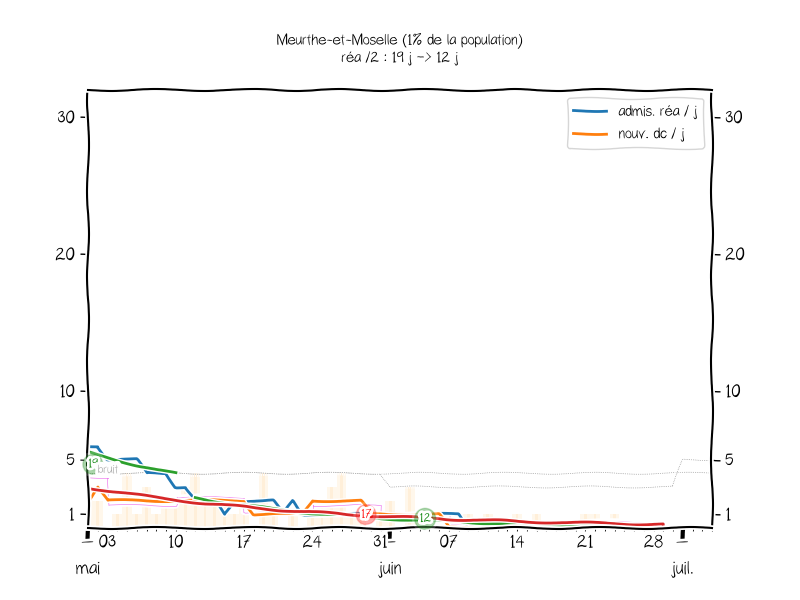 Meurthe-et-Moselle (1% de la population)
réa /2 : 19 j -> 12 j
admis. réa / j
nouv. dc / j
30
30
20
20
10
10
5
5
1
1
19
bruit
17
12
03
10
17
24
31
07
14
21
28
mai
juin
juil.